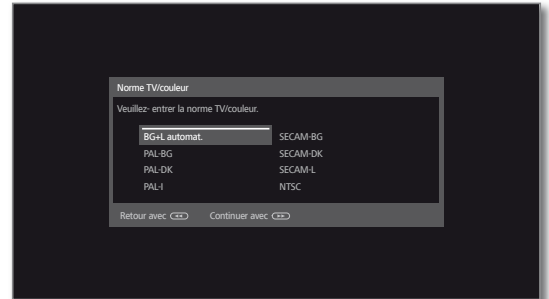 Norme TV/couleur
Veuillez- entrer la norme TV/couleur.
BG+L automat. SECAM-BG
PAL-BG SECAM-DK
PAL-DK SECAM-L
PAL-I NTSC
Retour avec Continuer avec